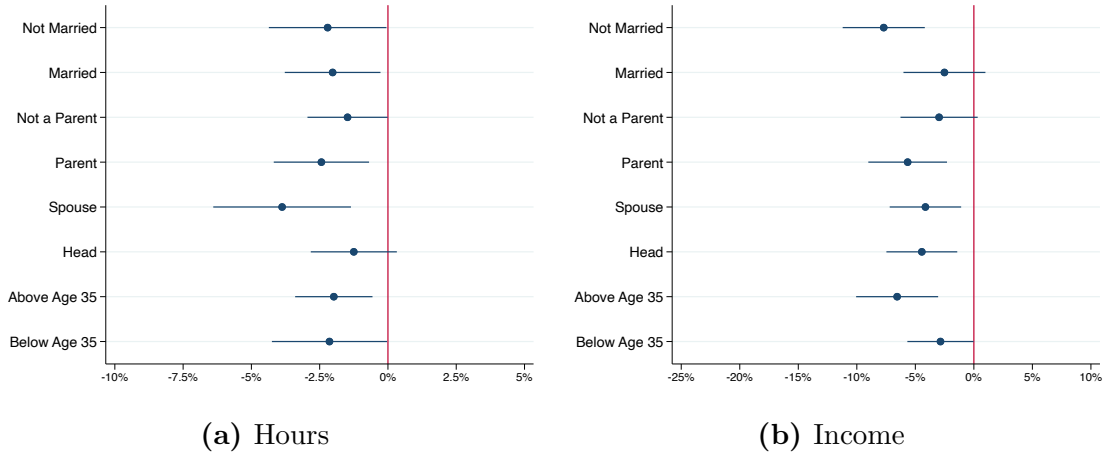 Not Married
Married
Not a Parent
Parent
Spouse
Head
Above Age 35
Below Age 35
-10% -7.5% -5% -2.5% 0% 2.5% 5%
(a) Hours
Not Married
Married
Not a Parent
Parent
Spouse
Head
Above Age 35
Below Age 35
-25% -20% -15% -10% -5% 0% 5% 10%
(b) Income